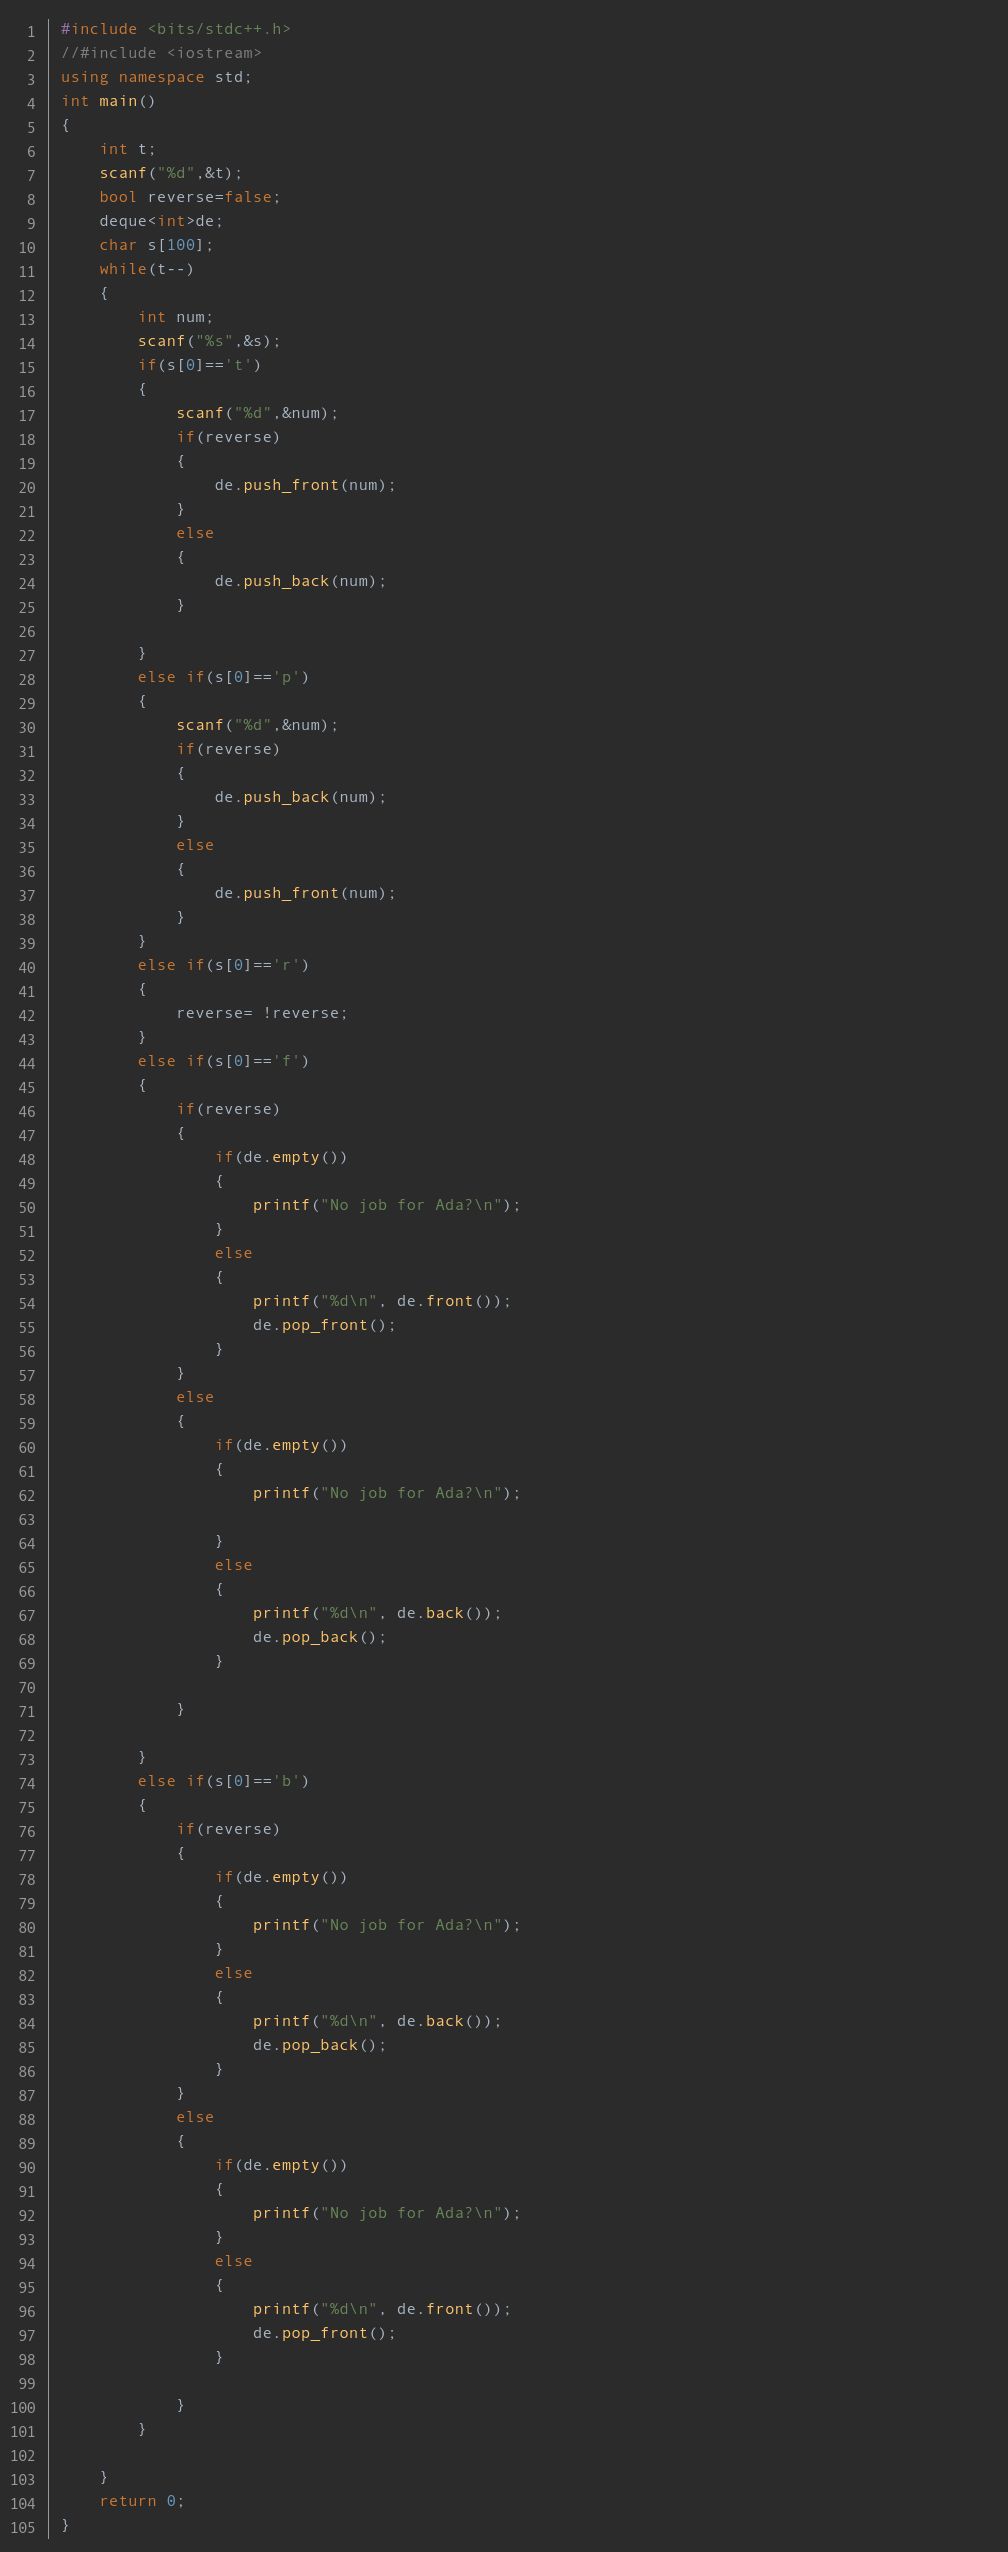 1 #include <bits/stdc++.h>
2 //#include <iostream>
3 using namespace std;
4 int main()
5 {
6     int t;
7     scanf("%d",&t);
8     bool reverse=false;
9     deque<int>de;
10     char s[100];
11     while(t--)
12     {
13         int num;
14         scanf("%s",&s);
15         if(s[0]=='t')
16         {
17             scanf("%d",&num);
18             if(reverse)
19             {
20                 de.push_front(num);
21             }
22             else
23             {
24                 de.push_back(num);
25             }
26
27         }
28         else if(s[0]=='p')
29         {
30             scanf("%d",&num);
31             if(reverse)
32             {
33                 de.push_back(num);
34             }
35             else
36             {
37                 de.push_front(num);
38             }
39         }
40         else if(s[0]=='r')
41         {
42             reverse= !reverse;
43         }
44         else if(s[0]=='f')
45         {
46             if(reverse)
47             {
48                 if(de.empty())
49                 {
50                     printf("No job for Ada?\n");
51                 }
52                 else
53                 {
54                     printf("%d\n", de.front());
55                     de.pop_front();
56                 }
57             }
58             else
59             {
60                 if(de.empty())
61                 {
62                     printf("No job for Ada?\n");
63
64                 }
65                 else
66                 {
67                     printf("%d\n", de.back());
68                     de.pop_back();
69                 }
70
71             }
72
73         }
74         else if(s[0]=='b')
75         {
76             if(reverse)
77             {
78                 if(de.empty())
79                 {
80                     printf("No job for Ada?\n");
81                 }
82                 else
83                 {
84                     printf("%d\n", de.back());
85                     de.pop_back();
86                 }
87             }
88             else
89             {
90                 if(de.empty())
91                 {
92                     printf("No job for Ada?\n");
93                 }
94                 else
95                 {
96                     printf("%d\n", de.front());
97                     de.pop_front();
98                 }
99
100             }
101         }
102
103     }
104     return 0;
105 }